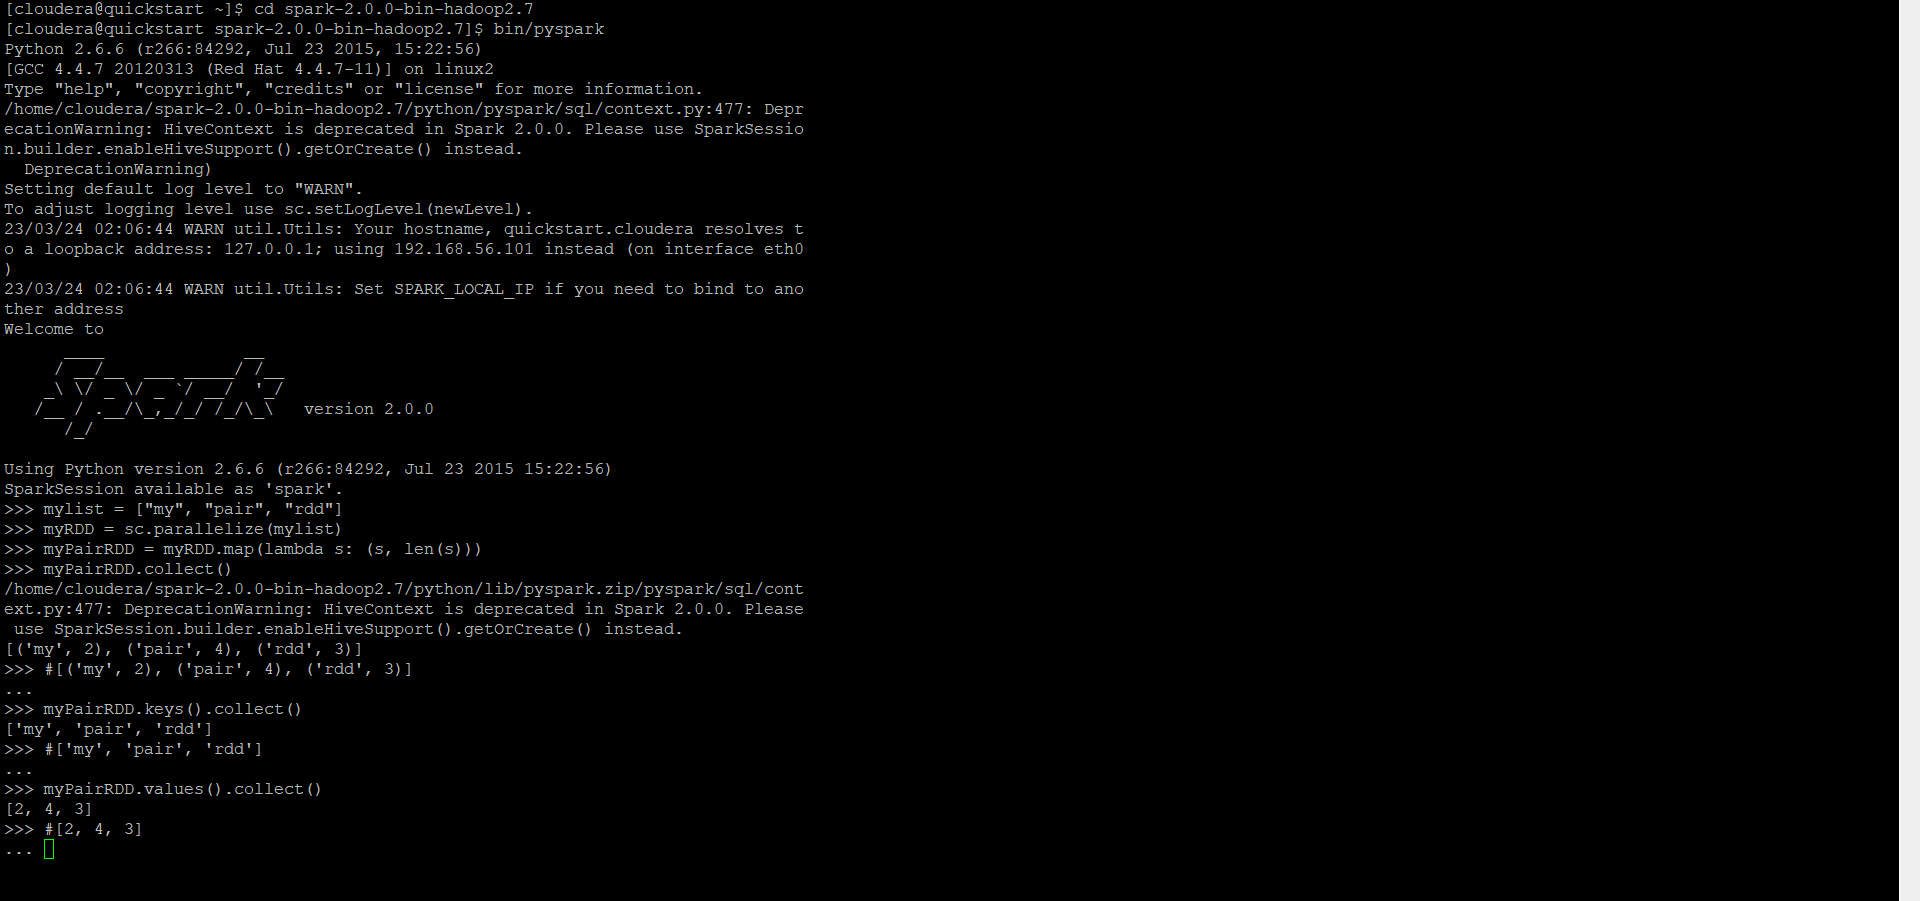 [cloudera@quickstart ~]$ cd spark-2.0.0-bin-hadoop2.7
[cloudera@quickstart spark-2.0.0-bin-hadoop2.7]$ bin/pyspark
Python 2.6.6 (r266:84292, Jul 23 2015, 15:22:56)
[GCC 4.4.7 20120313 (Red Hat 4.4.7-11)] on linux2
Type "help", "copyright", "credits" or "license" for more information.
/home/cloudera/spark-2.0.0-bin-hadoop2.7/python/pyspark/sql/context.py:477: Depr
ecationWarning: HiveContext is deprecated in Spark 2.0.0. Please use SparkSessio
n.builder.enableHiveSupport().getOrCreate() instead.
  DeprecationWarning)
Setting default log level to "WARN".
To adjust logging level use sc.setLogLevel(newLevel).
23/03/24 02:06:44 WARN util.Utils: Your hostname, quickstart.cloudera resolves t
o a loopback address: 127.0.0.1; using 192.168.56.101 instead (on interface eth0
)
23/03/24 02:06:44 WARN util.Utils: Set SPARK_LOCAL_IP if you need to bind to ano
ther address
Welcome to
      ____              __
     / __/__  ___ _____/ /__
    _\ \/ _ \/ _ `/ __/  '_/
   /__ / .__/\_,_/_/ /_/\_\   version 2.0.0
      /_/
Using Python version 2.6.6 (r266:84292, Jul 23 2015 15:22:56)
SparkSession available as 'spark'.
>>> mylist = ["my", "pair", "rdd"]
>>> myRDD = sc.parallelize(mylist)
>>> myPairRDD = myRDD.map(lambda s: (s, len(s)))
>>> myPairRDD.collect()
/home/cloudera/spark-2.0.0-bin-hadoop2.7/python/lib/pyspark.zip/pyspark/sql/cont
ext.py:477: DeprecationWarning: HiveContext is deprecated in Spark 2.0.0. Please
 use SparkSession.builder.enableHiveSupport().getOrCreate() instead.
[('my', 2), ('pair', 4), ('rdd', 3)]
>>> #[('my', 2), ('pair', 4), ('rdd', 3)]
...
>>> myPairRDD.keys().collect()
['my', 'pair', 'rdd']
>>> #['my', 'pair', 'rdd']
...
>>> myPairRDD.values().collect()
[2, 4, 3]
>>> #[2, 4, 3]
...